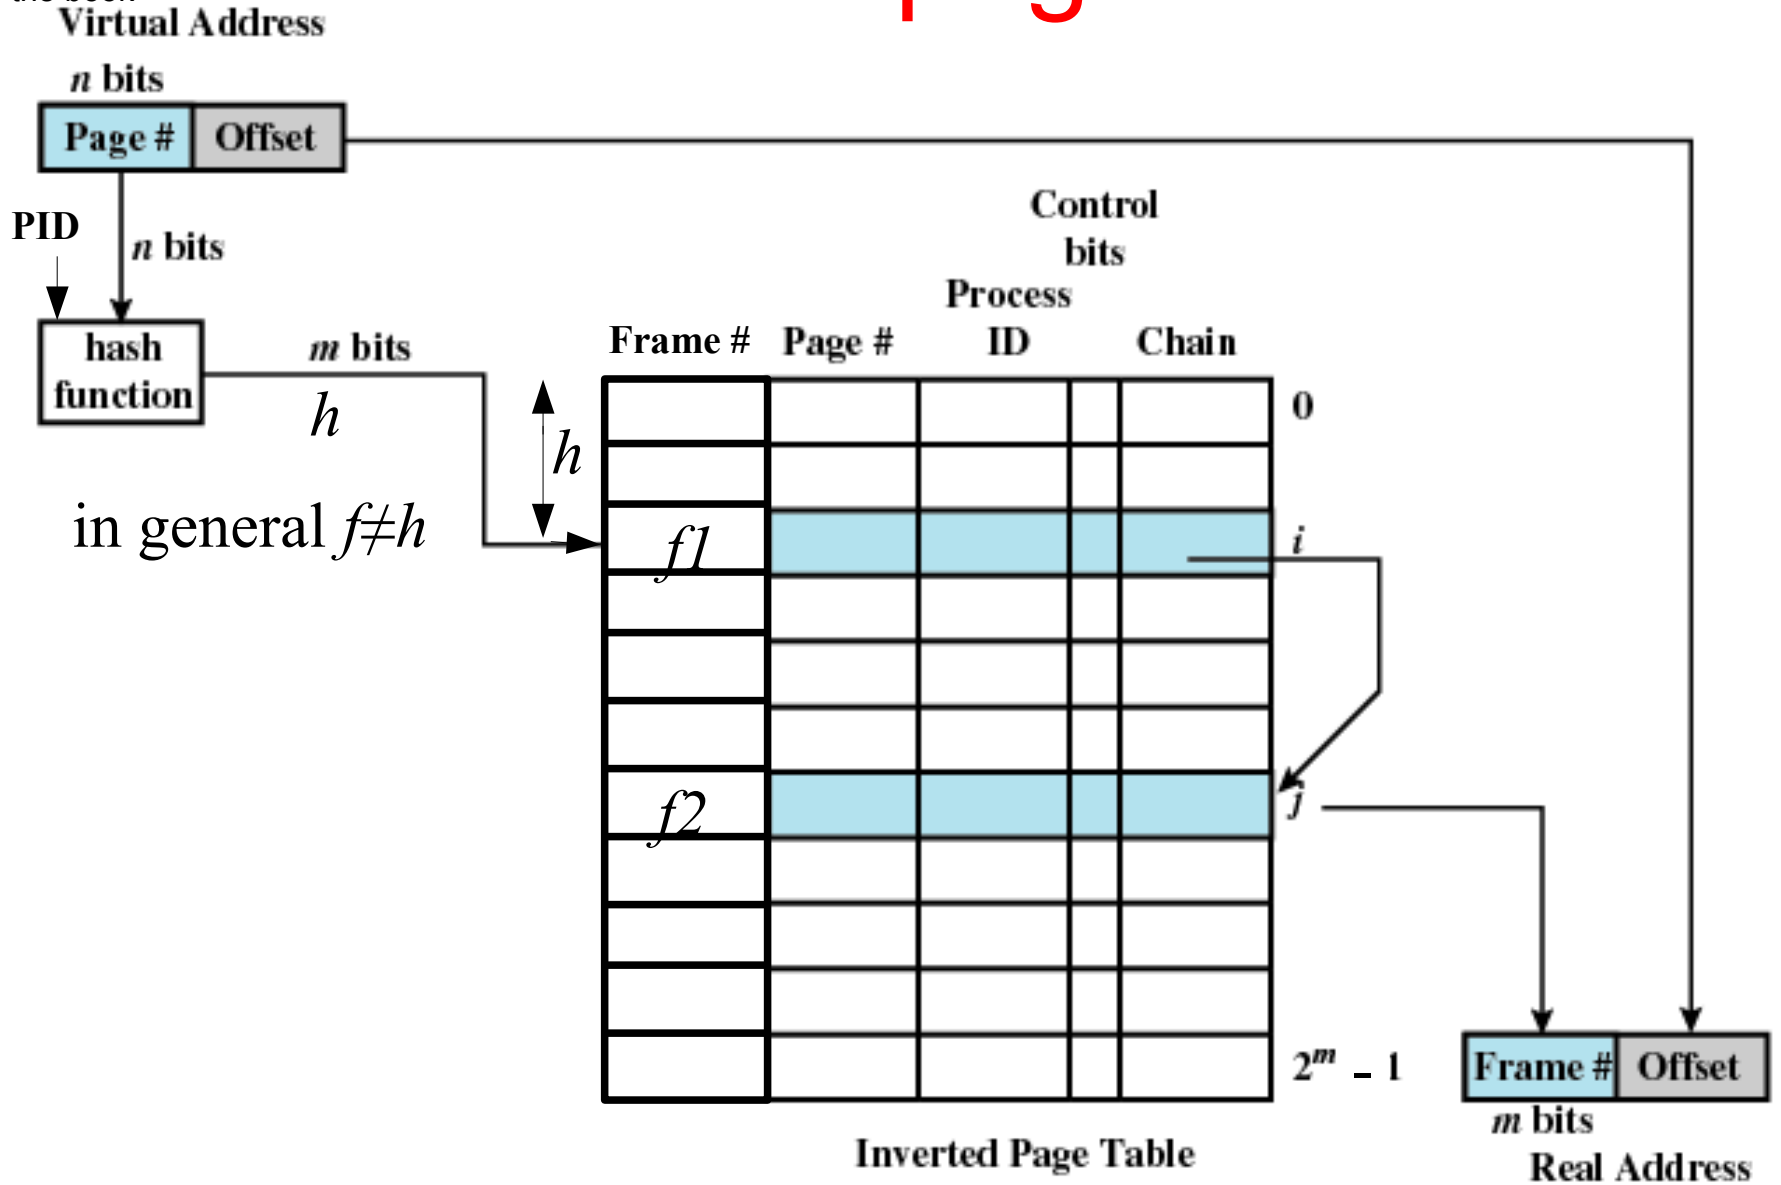 Virtual Address
n bits
Page # Offset
PID
n bits
hash
function
m bits
h
in general f≠h
h
Control
bits
Process
Frame # Page # ID Chain
0
f1
i
f2
j
2^m - 1
Inverted Page Table
Frame # Offset
m bits
Real Address